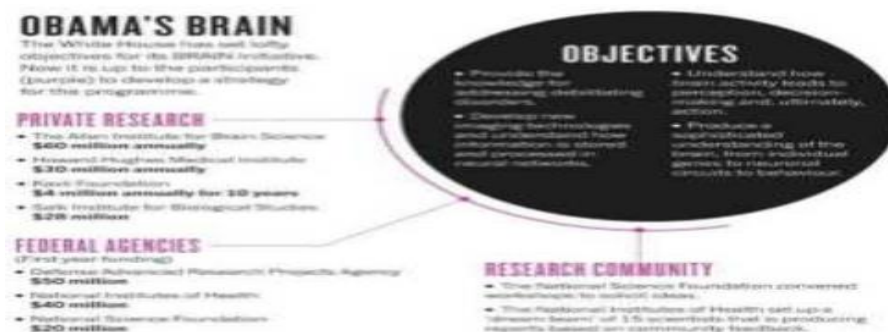 OBAMA'S BRAIN
The White House has set lofty
objectives for its BRAIN initiative.
Now it is up to the participants
(purple) to develop a strategy
for the programme.
PRIVATE RESEARCH
• The Allen Institute for Brain Science
$60 million annually
• Howard Hughes Medical Institute
$30 million annually
• Kavli Foundation
$4 million annually for 10 years
• Salk Institute for Biological Studies
$28 million
FEDERAL AGENCIES
(First year funding)
• Defense Advanced Research Projects Agency
$50 million
• National Institutes of Health
$40 million
• National Science Foundation
$20 million
OBJECTIVES
• Provide the
knowledge for
addressing debilitating
disorders.
• Develop new
imaging technologies
and understand how
information is stored
and processed in
neural networks.
• Understand how
brain activity leads to
perception, decision-
making and, ultimately,
action.
• Produce a
sophisticated
understanding of the
brain, from individual
genes to neuronal
circuits to behaviour.
RESEARCH COMMUNITY
• The National Science Foundation convened
workshops to solicit ideas.
• The National Institutes of Health set up a
'dream team' of 15 scientists that is producing
reports based on community feedback.